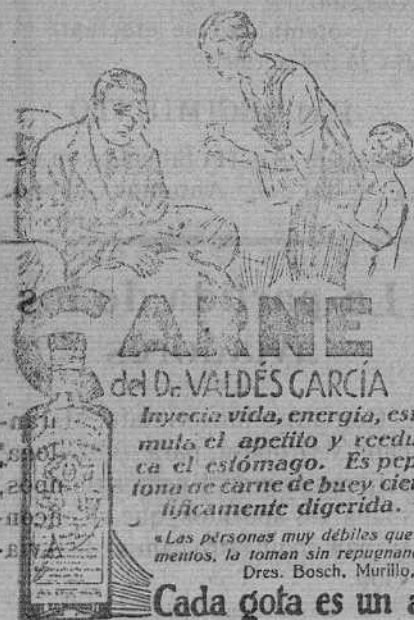 CARNE
del Dr. VALDÉS GARCÍA
Inyecta vida, energía, esti-
mula el apetito y reedu-
ca el estómago. Es pep-
tona de carne de buey cien-
tíficamente digerida.
«Las personas muy débiles que
mentos, la toman sin repugnan
Dres. Bosch, Murillo,
Cada gota es un a